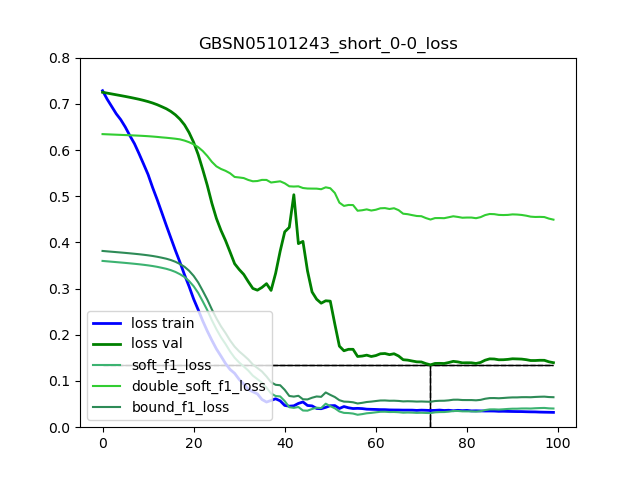 GBSN05101243_short_0-0_loss
0.8
0.7
0.6
0.5
0.4
0.3
0.2
0.1
0.0
loss train
loss val
soft_f1_loss
double_soft_f1_loss
bound_f1_loss
0 20 40 60 80 100